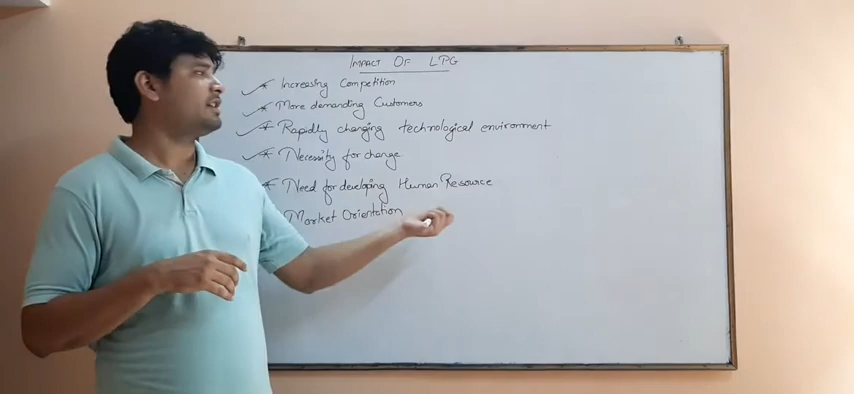 IMPACT OF LPG
Increasing Competition
More demanding Customers
Rapidly changing technological environment
Necessity for change
Need for developing Human Resource
Market Orientation